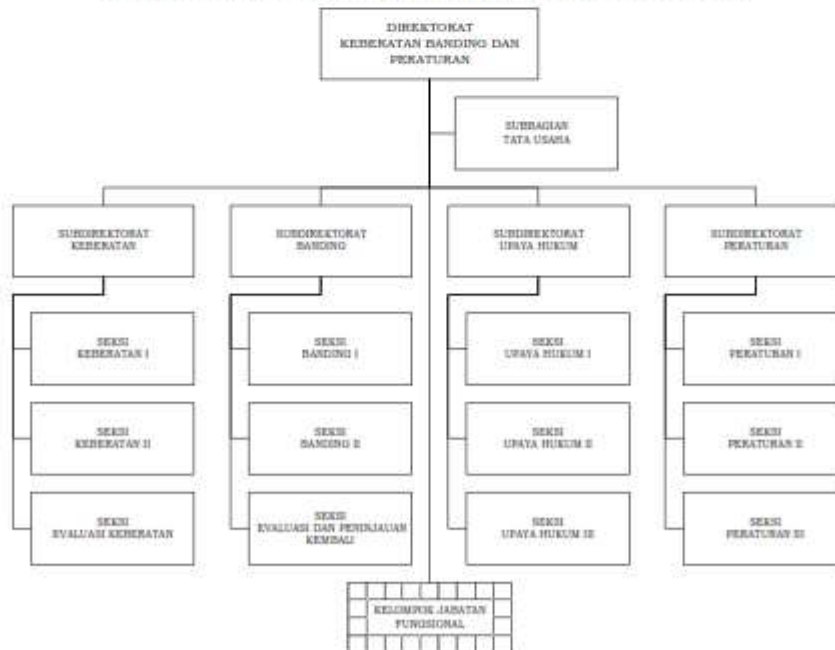 DIREKTORAT
KEBERATAN BANDING DAN
PERATURAN
SUBBAGIAN
TATA USAHA
SUBDIREKTORAT
KEBERATAN
SUBDIREKTORAT
BANDING
SUBDIREKTORAT
UPAYA HUKUM
SUBDIREKTORAT
PERATURAN
SEKSI
KEBERATAN I
SEKSI
BANDING I
SEKSI
UPAYA HUKUM I
SEKSI
PERATURAN I
SEKSI
KEBERATAN II
SEKSI
BANDING II
SEKSI
UPAYA HUKUM II
SEKSI
PERATURAN II
SEKSI
EVALUASI KEBERATAN
SEKSI
EVALUASI DAN PENINJAUAN
KEMBALI
SEKSI
UPAYA HUKUM III
SEKSI
PERATURAN III
KELOMPOK JABATAN
FUNGSIONAL